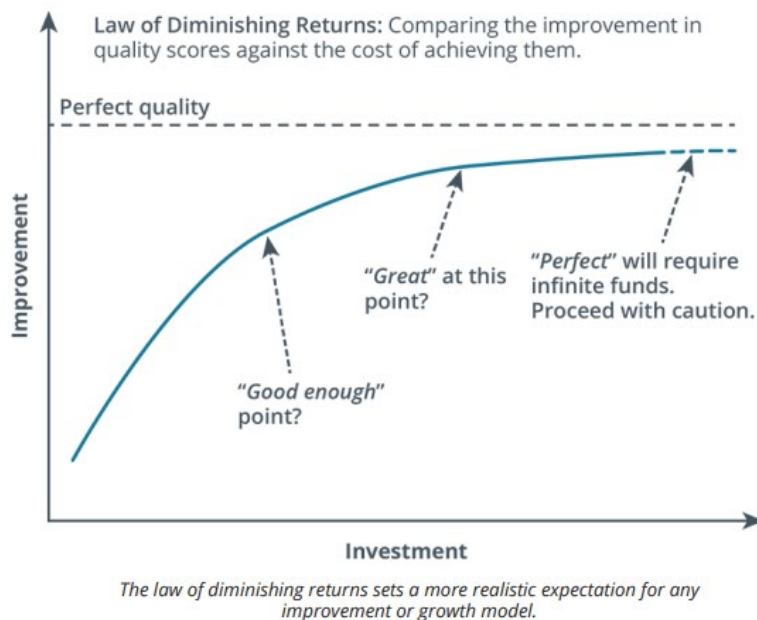 Law of Diminishing Returns: Comparing the improvement in
quality scores against the cost of achieving them.
Perfect quality
Improvement
“Good enough”
point?
“Great” at this
point?
“Perfect” will require
infinite funds.
Proceed with caution.
Investment
The law of diminishing returns sets a more realistic expectation for any
improvement or growth model.